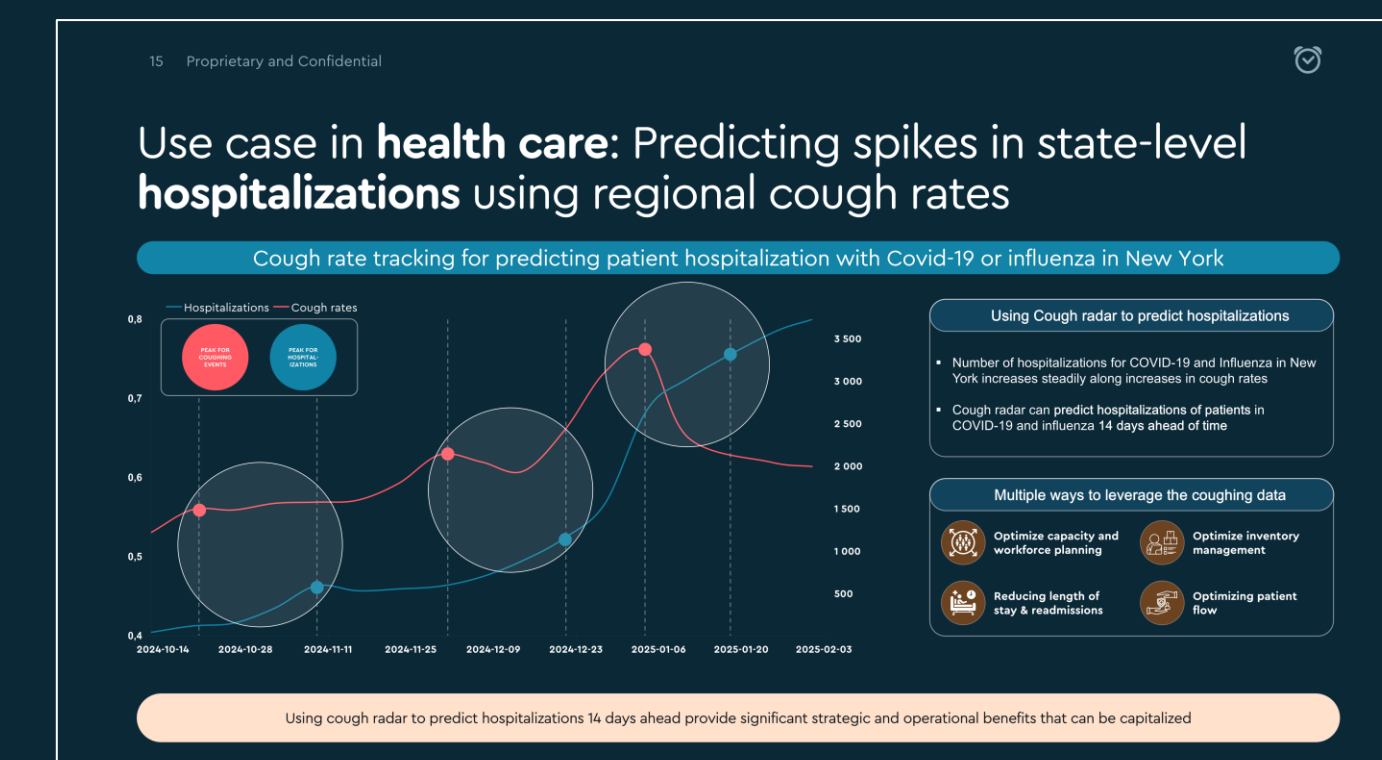 15 Proprietary and Confidential
Use case in health care: Predicting spikes in state-level
hospitalizations using regional cough rates
Cough rate tracking for predicting patient hospitalization with Covid-19 or influenza in New York
Hospitalizations Cough rates
PEAK FOR
COUGHING
EVENTS
PEAK FOR
HOSPITAL-
IZATIONS
0,8
0,7
0,6
0,5
0,4
3 500
3 000
2 500
2 000
1 500
1 000
500
2024-10-14 2024-10-28 2024-11-11 2024-11-25 2024-12-09 2024-12-23 2025-01-06 2025-01-20 2025-02-03
Using Cough radar to predict hospitalizations
▪ Number of hospitalizations for COVID-19 and Influenza in New
York increases steadily along increases in cough rates
▪ Cough radar can predict hospitalizations of patients in
COVID-19 and influenza 14 days ahead of time
Multiple ways to leverage the coughing data
Optimize capacity and
workforce planning
Optimize inventory
management
Reducing length of
stay & readmissions
Optimizing patient
flow
Using cough radar to predict hospitalizations 14 days ahead provide significant strategic and operational benefits that can be capitalized